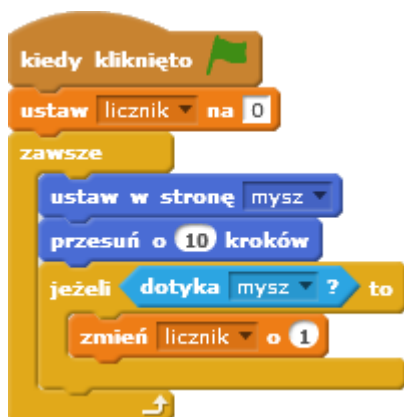 kiedy kliknięto
ustaw licznik na 0
zawsze
ustaw w stronę mysz
przesuń o 10 kroków
jeżeli dotyka mysz ? to
zmień licznik o 1